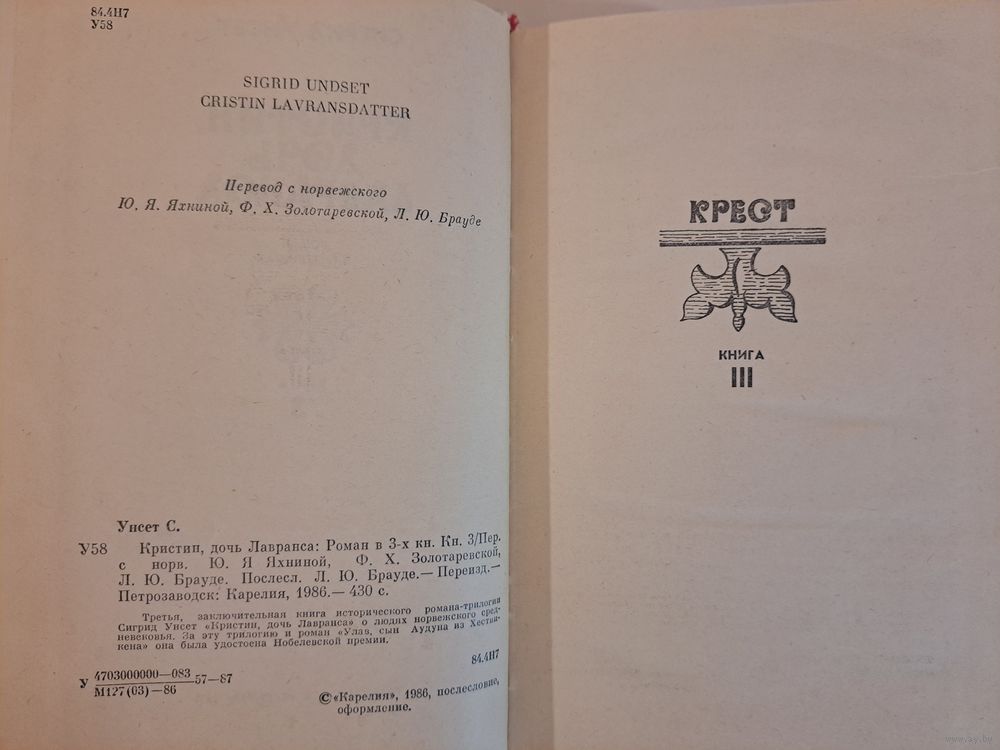 84.4Н7
У58
SIGRID UNDSET
CRISTIN LAVRANSDATTER
Перевод с норвежского
Ю. Я. Яхниной, Ф. Х. Золотаревской, Л. Ю. Брауде
Унсет С.
У58 Кристин, дочь Лавранса: Роман в 3-х кн. Кн. 3/Пер.
с норв. Ю. Я Яхниной, Ф. Х. Золотаревской,
Л. Ю. Брауде. Послесл. Л. Ю. Брауде.— Переизд.—
Петрозаводск: Карелия, 1986.— 430 с.
Третья, заключительная книга исторического романа-трилогии
Сигрид Унсет «Кристин, дочь Лавранса» о людях норвежского сред-
невековья. За эту трилогию и роман «Улав, сын Аудуна из Хествй-
кена» она была удостоена Нобелевской премии.
84.4Н7
У 4703000000—083 57—87
М127(03)—86
©«Карелия», 1986, послесловие,
оформление.
КРЕСТ
КНИГА
III
www.ay.by